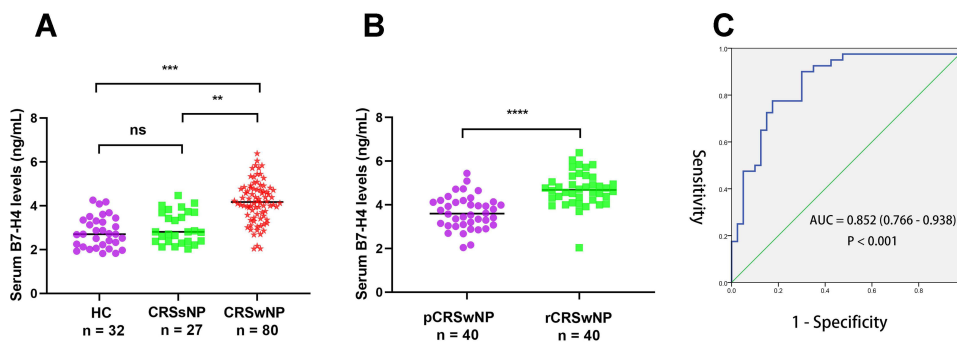 A
Serum B7-H4 levels (ng/mL)
8
6
4
2
0
***
**
ns
HC
n = 32
CRSsNP
n = 27
CRSwNP
n = 80
B
Serum B7-H4 levels (ng/mL)
8
6
4
2
0
****
pCRSwNP
n = 40
rCRSwNP
n = 40
C
Sensitivity
1.0
0.8
0.6
0.4
0.2
0.0
AUC = 0.852 (0.766 - 0.938)
P < 0.001
0.0
0.2
0.4
0.6
0.8
1 - Specificity